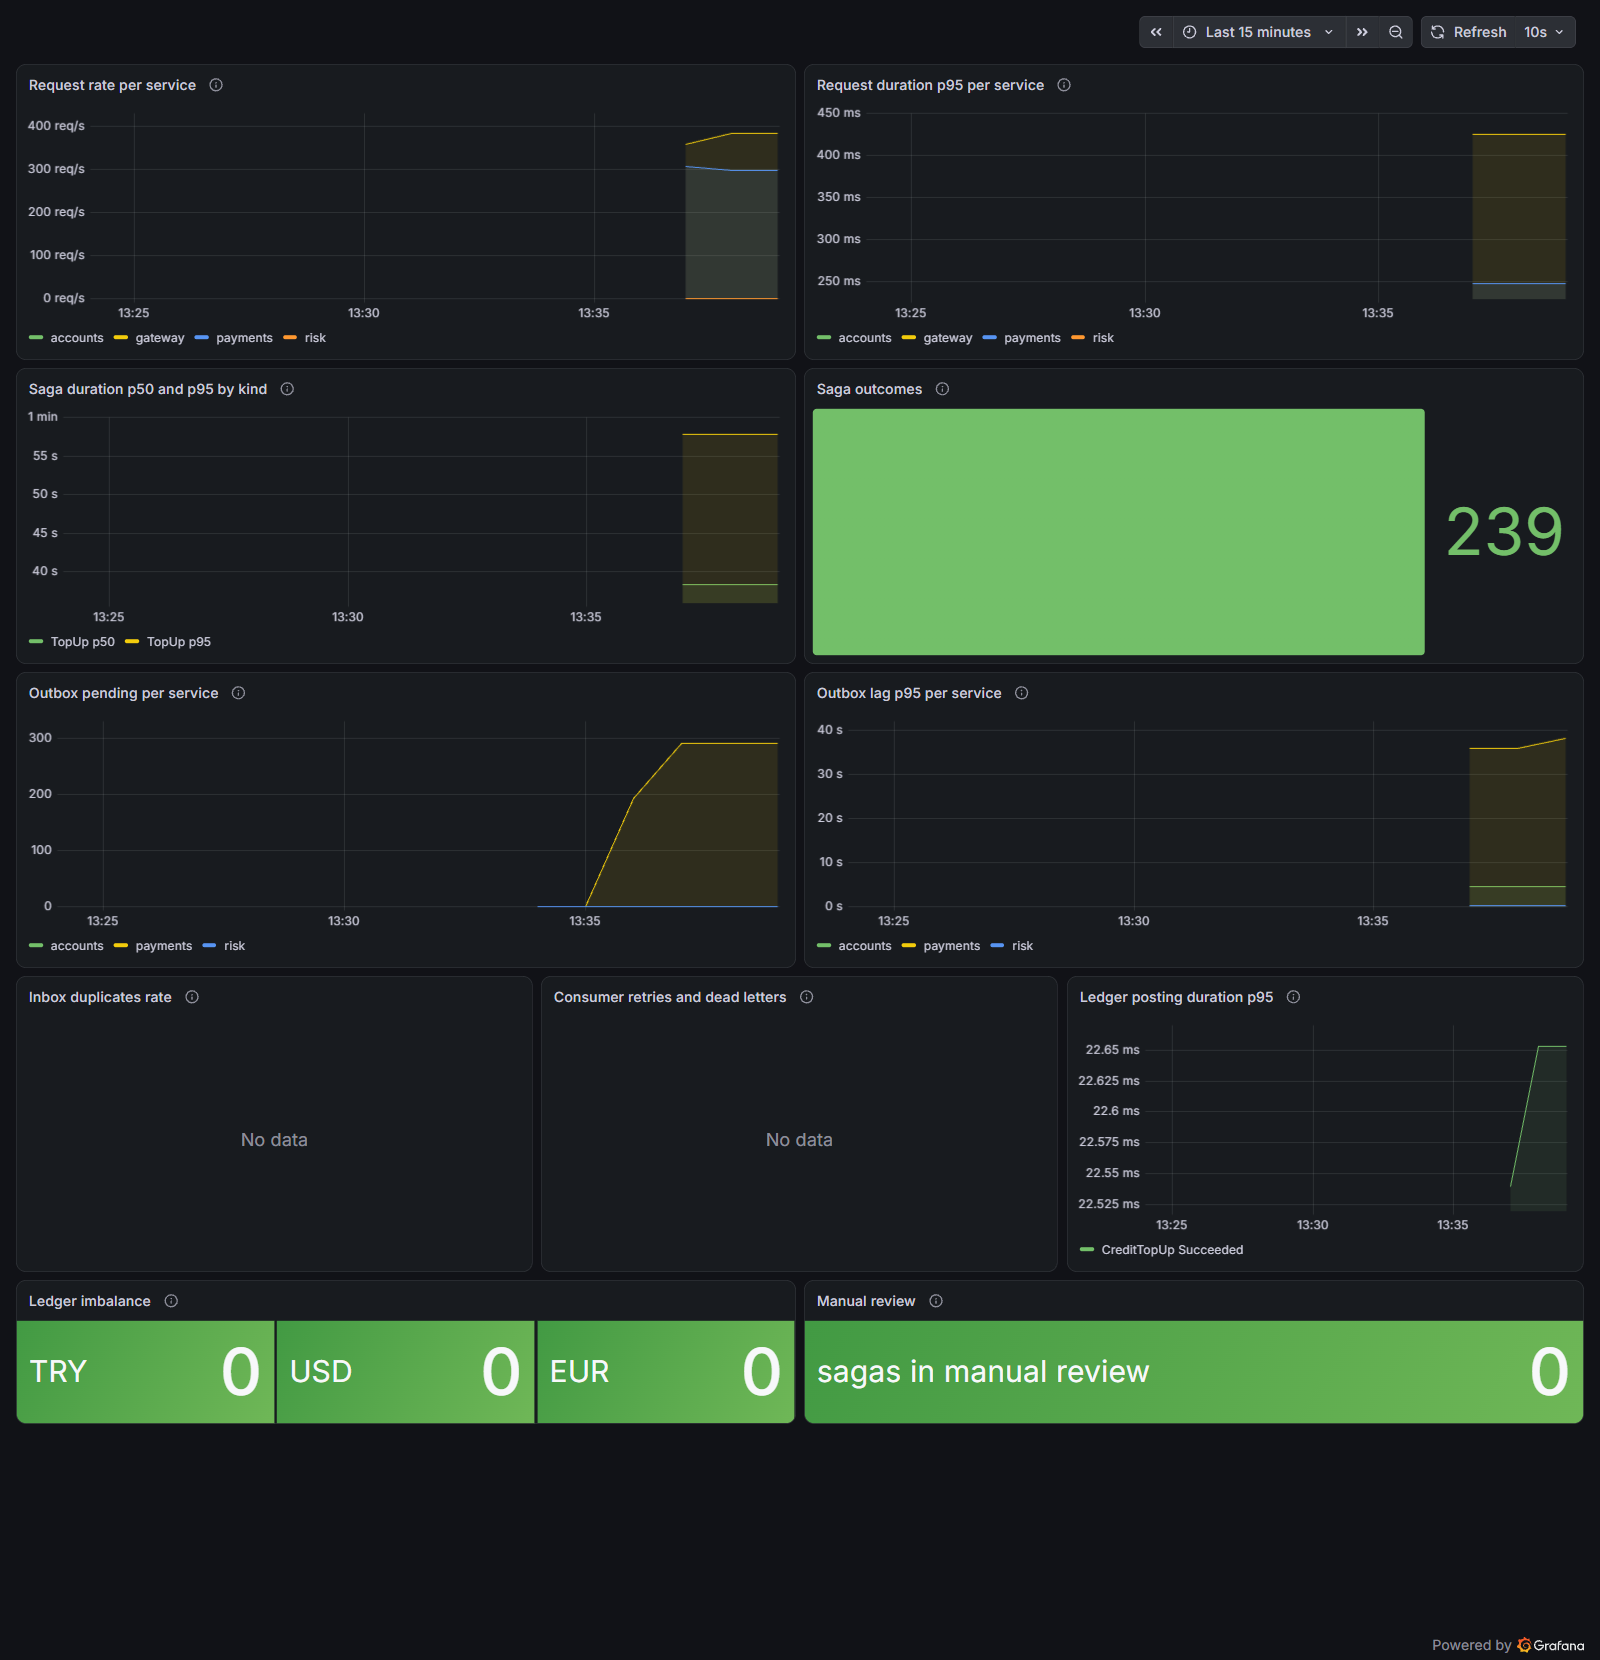 Last 15 minutes
Refresh 10s
Request rate per service
400 req/s
300 req/s
200 req/s
100 req/s
0 req/s
13:25 13:30 13:35
accounts gateway payments risk
Request duration p95 per service
450 ms
400 ms
350 ms
300 ms
250 ms
13:25 13:30 13:35
accounts gateway payments risk
Saga duration p50 and p95 by kind
1 min
55 s
50 s
45 s
40 s
13:25 13:30 13:35
TopUp p50 TopUp p95
Saga outcomes
239
Outbox pending per service
300
200
100
0
13:25 13:30 13:35
accounts payments risk
Outbox lag p95 per service
40 s
30 s
20 s
10 s
0 s
13:25 13:30 13:35
accounts payments risk
Inbox duplicates rate
No data
Consumer retries and dead letters
No data
Ledger posting duration p95
22.65 ms
22.625 ms
22.6 ms
22.575 ms
22.55 ms
22.525 ms
13:25 13:30 13:35
CreditTopUp Succeeded
Ledger imbalance
TRY 0 USD 0 EUR 0
Manual review
sagas in manual review 0
Powered by Grafana